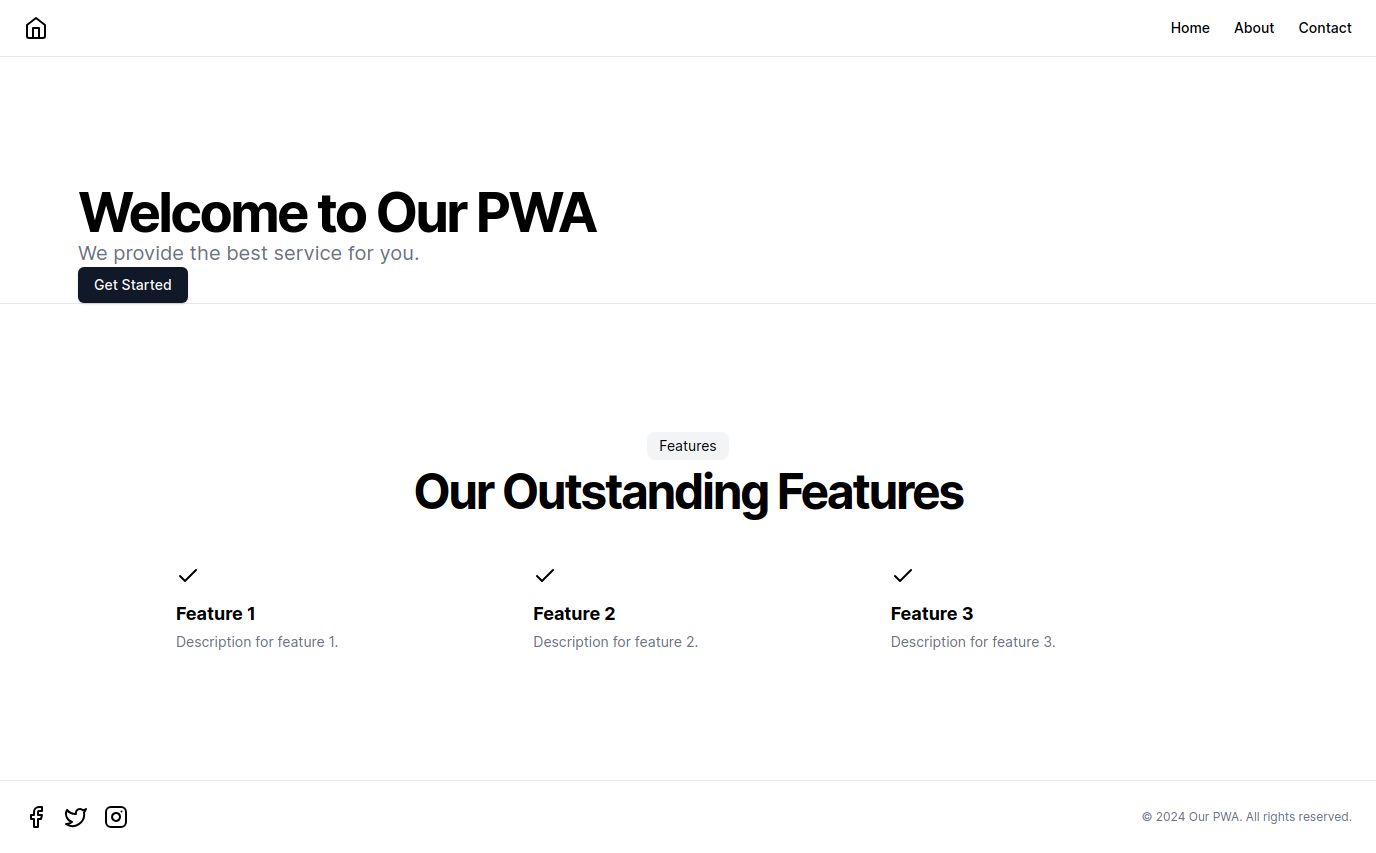 Home About Contact
Welcome to Our PWA
We provide the best service for you.
Get Started
Features
Our Outstanding Features
Feature 1
Description for feature 1.
Feature 2
Description for feature 2.
Feature 3
Description for feature 3.
© 2024 Our PWA. All rights reserved.